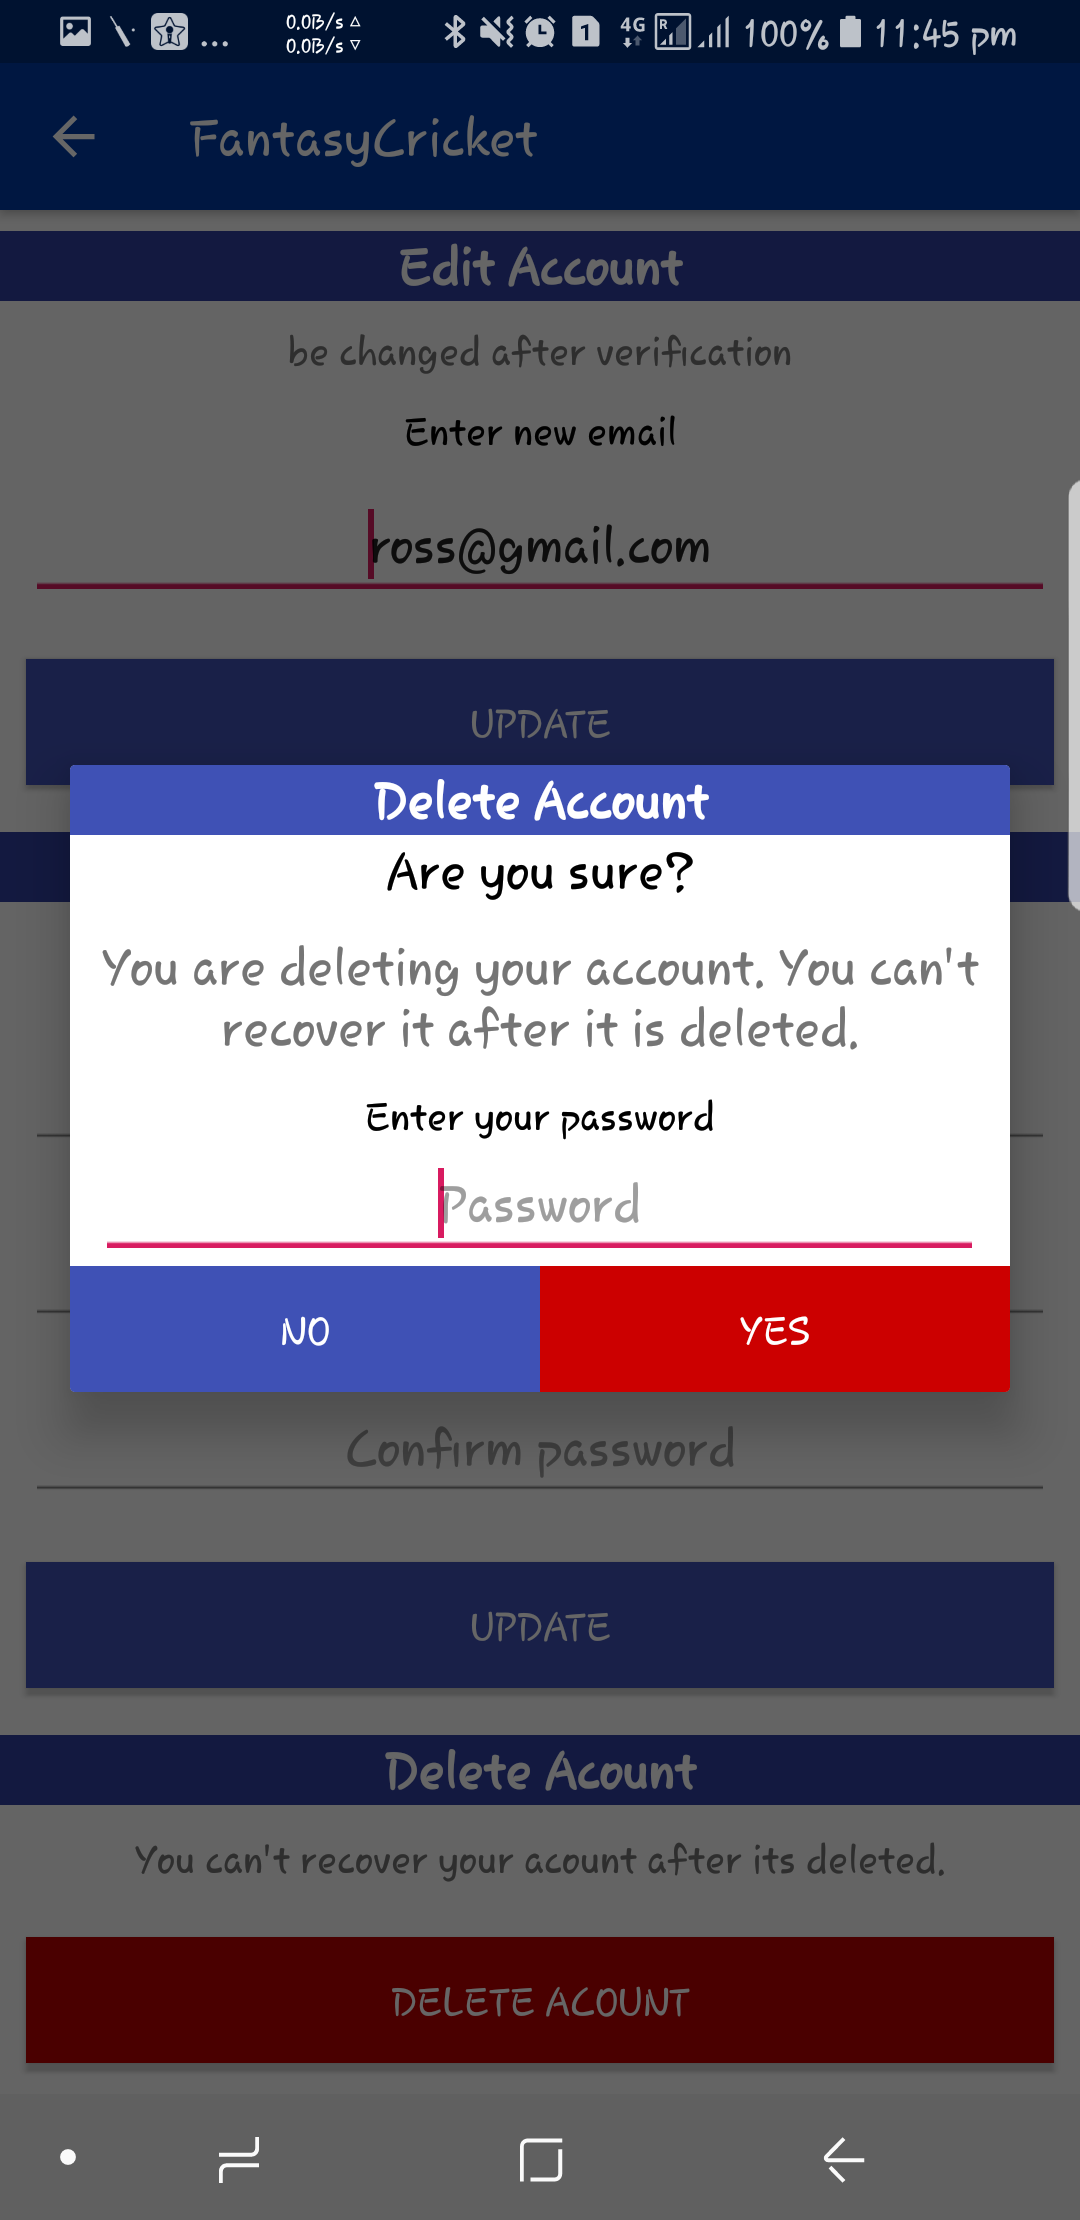 0.0B/s
0.0B/s
1
4G
R
100%
11:45 pm
FantasyCricket
Edit Account
be changed after verification
Enter new email
ross@gmail.com
UPDATE
Delete Account
Are you sure?
You are deleting your account. You can't
recover it after it is deleted.
Enter your password
Password
NO
YES
Confirm password
UPDATE
Delete Acount
You can't recover your acount after its deleted.
DELETE ACOUNT